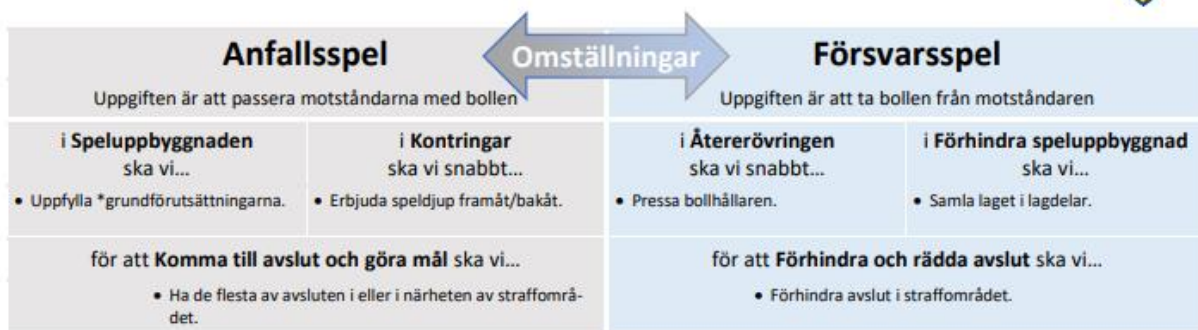 Anfallsspel
Omställningar
Försvarsspel
Uppgiften är att passera motståndarna med bollen
Uppgiften är att ta bollen från motståndaren
i Speluppbyggnaden
ska vi...
• Uppfylla *grundförutsättningarna.
i Kontringar
ska vi snabbt...
• Erbjuda speldjup framåt/bakåt.
i Återerövringen
ska vi snabbt...
• Pressa bollhållaren.
i Förhindra speluppbyggnad
ska vi...
• Samla laget i lagdelar.
för att Komma till avslut och göra mål ska vi...
• Ha de flesta av avsluten i eller i närheten av straffområ-
det.
för att Förhindra och rädda avslut ska vi...
• Förhindra avslut i straffområdet.